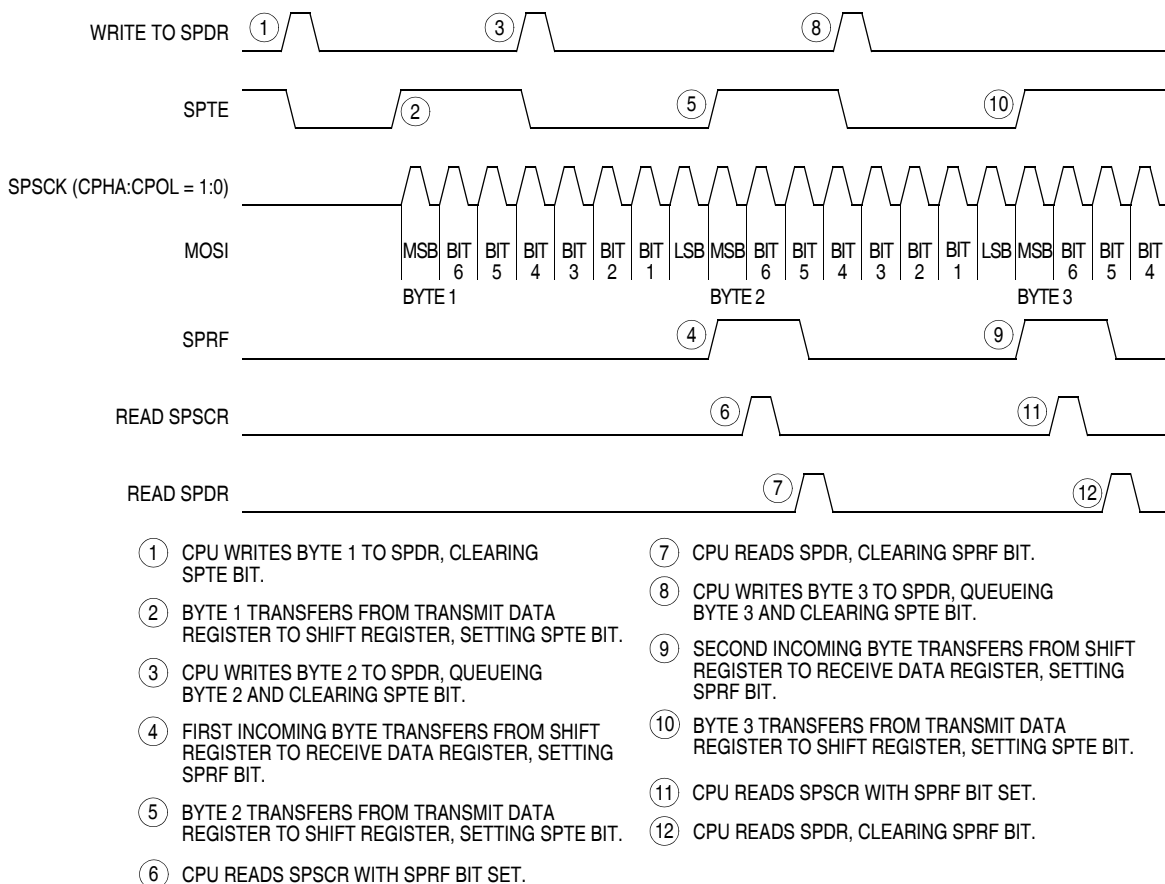 WRITE TO SPDR
1
3
8
SPTE
2
5
10
SPSCK (CPHA:CPOL = 1:0)
MOSI
MSB BIT 6 BIT 5 BIT 4 BIT 3 BIT 2 BIT 1 LSB MSB BIT 6 BIT 5 BIT 4 BIT 3 BIT 2 BIT 1 LSB MSB BIT 6 BIT 5 BIT 4
BYTE 1 BYTE 2 BYTE 3
SPRF
4
9
READ SPSCR
6
11
READ SPDR
7
12
1 CPU WRITES BYTE 1 TO SPDR, CLEARING
SPTE BIT.
2 BYTE 1 TRANSFERS FROM TRANSMIT DATA
REGISTER TO SHIFT REGISTER, SETTING SPTE BIT.
3 CPU WRITES BYTE 2 TO SPDR, QUEUEING
BYTE 2 AND CLEARING SPTE BIT.
4 FIRST INCOMING BYTE TRANSFERS FROM SHIFT
REGISTER TO RECEIVE DATA REGISTER, SETTING
SPRF BIT.
5 BYTE 2 TRANSFERS FROM TRANSMIT DATA
REGISTER TO SHIFT REGISTER, SETTING SPTE BIT.
6 CPU READS SPSCR WITH SPRF BIT SET.
7 CPU READS SPDR, CLEARING SPRF BIT.
8 CPU WRITES BYTE 3 TO SPDR, QUEUEING
BYTE 3 AND CLEARING SPTE BIT.
9 SECOND INCOMING BYTE TRANSFERS FROM SHIFT
REGISTER TO RECEIVE DATA REGISTER, SETTING
SPRF BIT.
10 BYTE 3 TRANSFERS FROM TRANSMIT DATA
REGISTER TO SHIFT REGISTER, SETTING SPTE BIT.
11 CPU READS SPSCR WITH SPRF BIT SET.
12 CPU READS SPDR, CLEARING SPRF BIT.